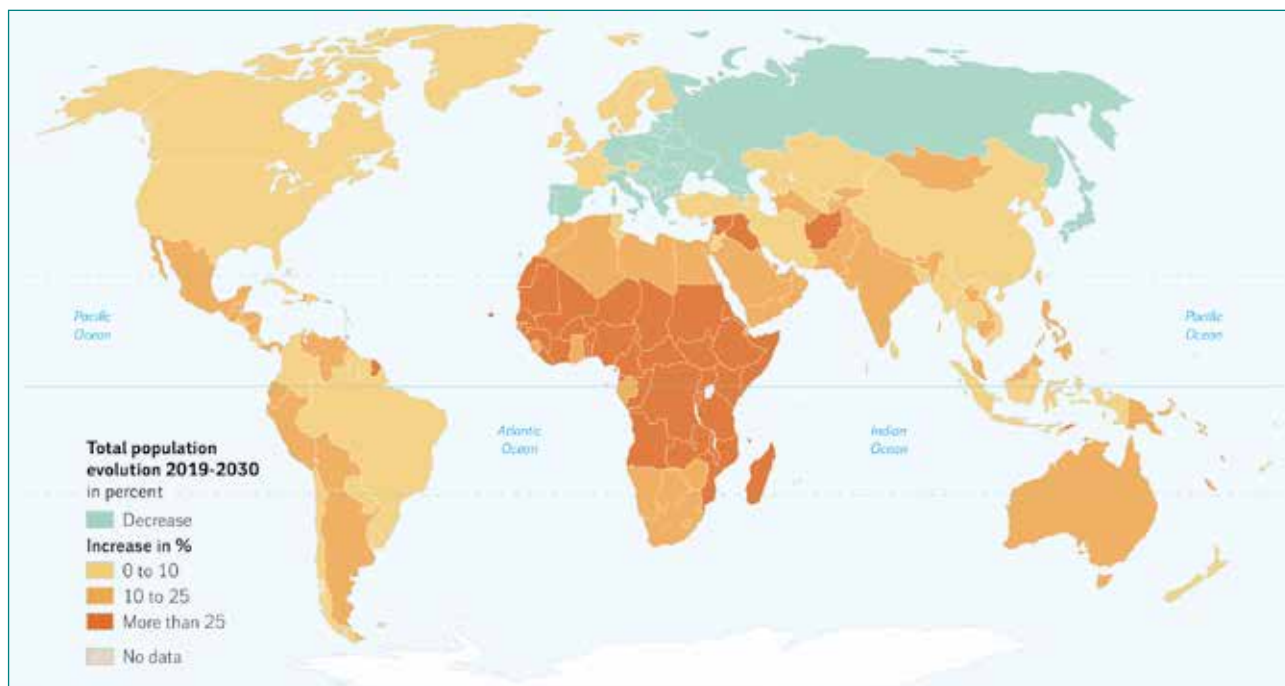 Pacific
Ocean
Atlantic
Ocean
Indian
Ocean
Pacific
Ocean
Total population
evolution 2019-2030
in percent
Decrease
Increase in %
0 to 10
10 to 25
More than 25
No data